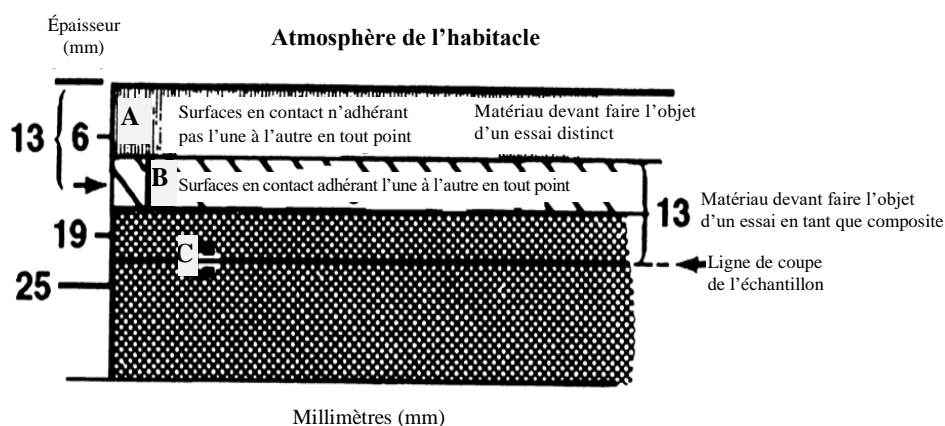 Épaisseur
(mm)
Atmosphère de l’habitacle
A
Surfaces en contact n’adhérant
pas l’une à l’autre en tout point
Matériau devant faire l’objet
d’un essai distinct
13
6
B
Surfaces en contact adhérant l’une à l’autre en tout point
13
Matériau devant faire l’objet
d’un essai en tant que composite
19
C
Ligne de coupe
de l’échantillon
25
Millimètres (mm)